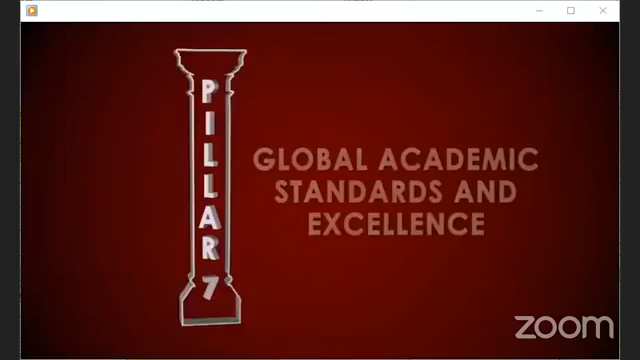 PILLAR 7
GLOBAL ACADEMIC
STANDARDS AND
EXCELLENCE
zoom